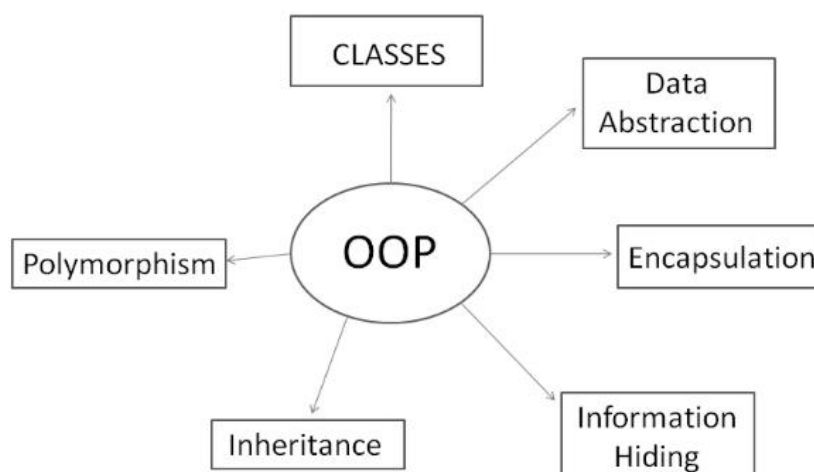 CLASSES
Data
Abstraction
OOP
Polymorphism
Encapsulation
Inheritance
Information
Hiding